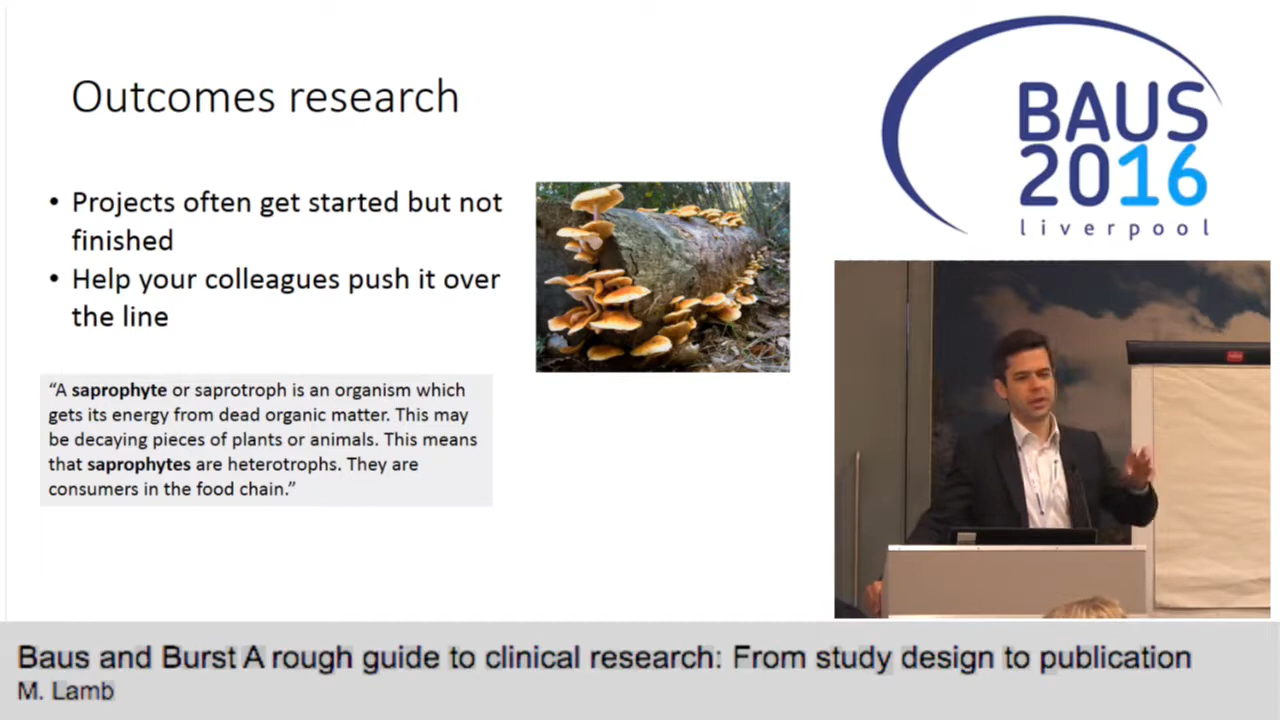 Outcomes research
• Projects often get started but not
finished
• Help your colleagues push it over
the line
“A saprophyte or saprotroph is an organism which
gets its energy from dead organic matter. This may
be decaying pieces of plants or animals. This means
that saprophytes are heterotrophs. They are
consumers in the food chain.”
BAUS
2016
liverpool
Baus and Burst A rough guide to clinical research: From study design to publication
M. Lamb